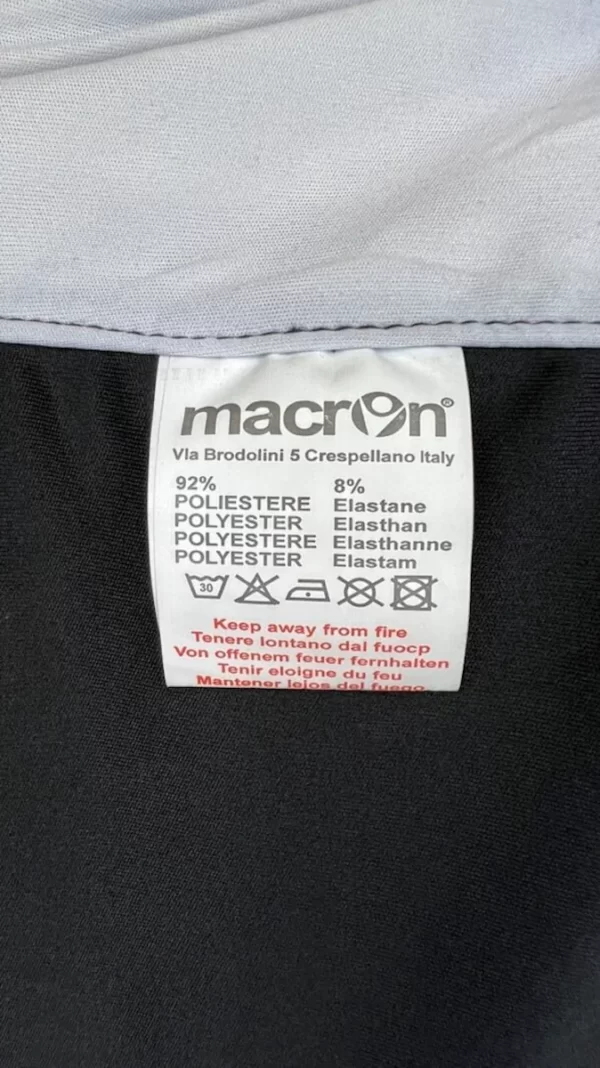 macron®
Via Brodolini 5 Crespellano Italy
92% 8%
POLIESTERE Elastane
POLYESTER Elasthan
POLYESTERE Elasthanne
POLYESTER Elastam
30
Keep away from fire
Tenere lontano dal fuocp
Von offenem feuer fernhalten
Tenir eloigne du feu
Mantener lejos del fuego